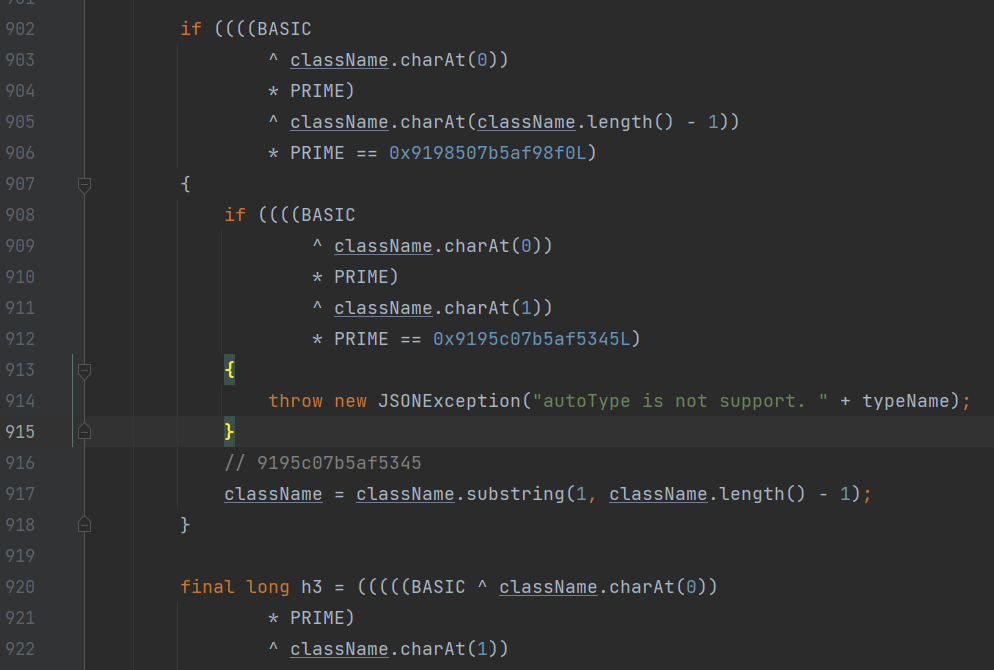 901
902 if ((((BASIC
903 ^ className.charAt(0))
904 * PRIME)
905 ^ className.charAt(className.length() - 1))
906 * PRIME == 0x9198507b5af98f0L)
907 {
908 if ((((BASIC
909 ^ className.charAt(0))
910 * PRIME)
911 ^ className.charAt(1))
912 * PRIME == 0x9195c07b5af5345L)
913 {
914 throw new JSONException("autoType is not support. " + typeName);
915 }
916 // 9195c07b5af5345
917 className = className.substring(1, className.length() - 1);
918 }
919
920 final long h3 = (((((BASIC ^ className.charAt(0))
921 * PRIME)
922 ^ className.charAt(1))